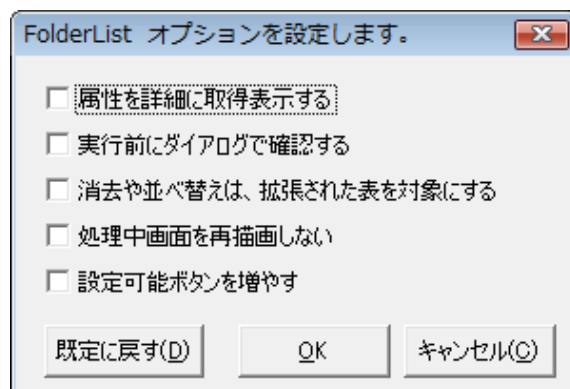 FolderList オプションを設定します。
属性を詳細に取得表示する
実行前にダイアログで確認する
消去や並べ替えは、拡張された表を対象にする
処理中画面を再描画しない
設定可能ボタンを増やす
既定に戻す(D) OK キャンセル(C)